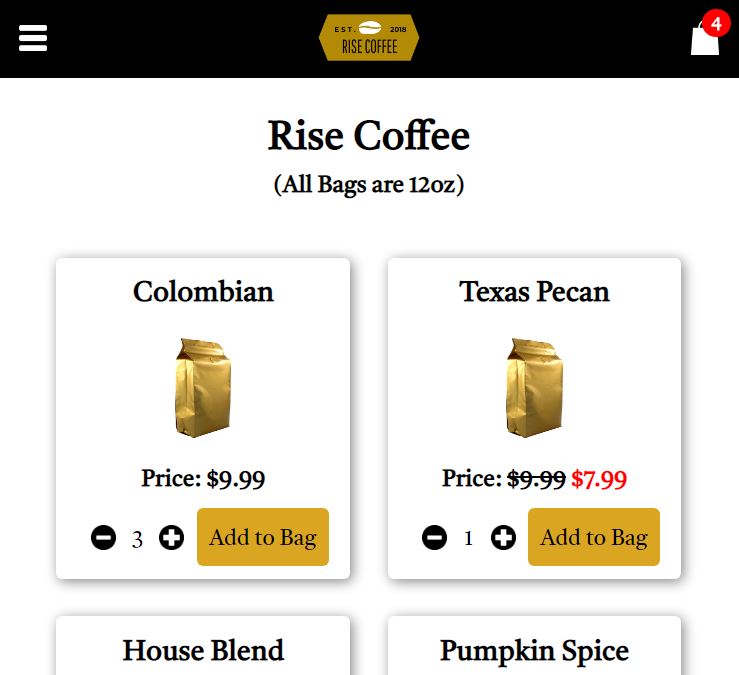 EST. 2018
RISE COFFEE
4
Rise Coffee
(All Bags are 12oz)
Colombian
Price: $9.99
3
Add to Bag
Texas Pecan
Price: $9.99 $7.99
1
Add to Bag
House Blend
Pumpkin Spice